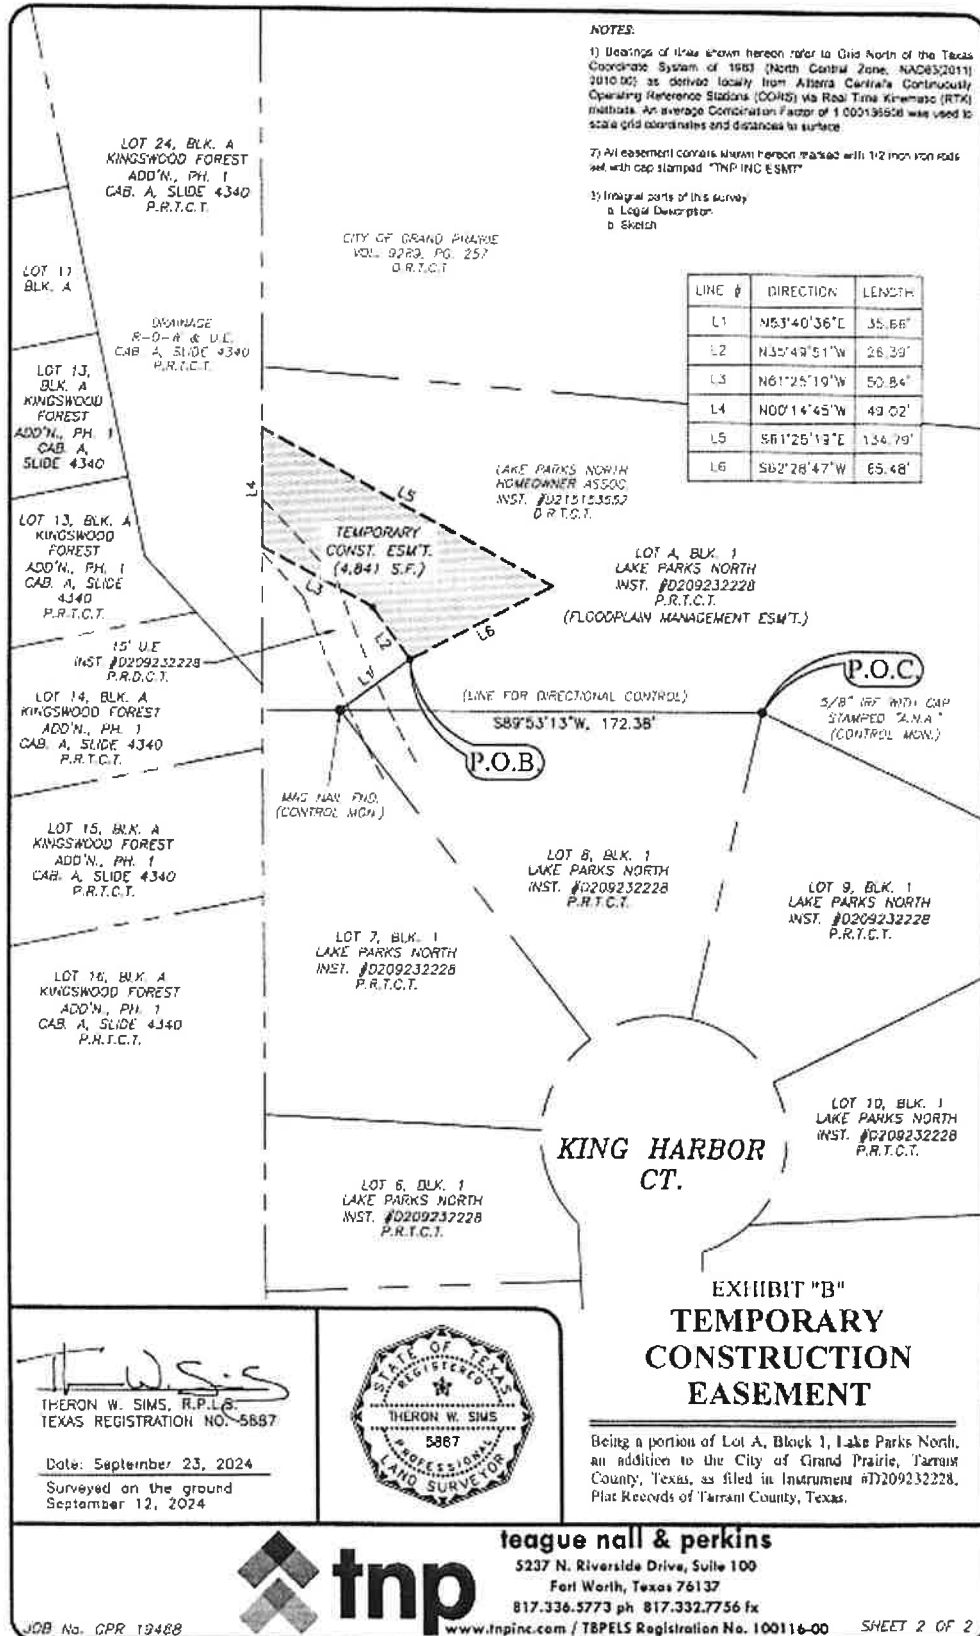 NOTES:
1) Bearings of lines shown hereon refer to Grid North of the Texas
Coordinate System of 1983 (North Central Zone, NAD83(2011)
2010.00) as derived locally from Continuously
Operating Reference Stations (CORS) via Real Time Kinematic (RTK)
methods. An average Combination Factor of was used to
scale grid coordinates and distances to surface.
2) All easement corners shown hereon marked with 1/2 inch iron rods
set with cap stamped "TNP INC ESMT"
3) Integral parts of this survey
a. Legal Description
b. Sketch
LOT 24, BLK. A
KINGSWOOD FOREST
ADD'N., PH. 1
CAB. A, SLIDE 4340
P.R.T.C.T.
CITY OF GRAND PRAIRIE
VOL. 9289, PG. 257
D.R.T.C.T.
LOT 11
BLK. A
DRAINAGE
R-O-W & U.E.
CAB. A, SLIDE 4340
P.R.T.C.T.
LINE # DIRECTION LENGTH
L1 N53°40'36"E 35.66'
L2 N35°49'51"W 26.39'
L3 N61°25'19"W 50.84'
L4 N00°14'45"W 49.02'
L5 S61°25'19"E 134.79'
L6 S62°28'47"W 65.48'
LOT 13,
BLK. A
KINGSWOOD
FOREST
ADD'N., PH. 1
CAB. A,
SLIDE 4340
L4
L5
LAKE PARKS NORTH
HOMEOWNER ASSOC.
INST.
D.R.T.C.T.
TEMPORARY
CONST. ESM'T.
(4,841 S.F.)
LOT 13, BLK. A
KINGSWOOD
FOREST
ADD'N., PH. 1
CAB. A, SLIDE
4340
P.R.T.C.T.
LOT A, BLK. 1
LAKE PARKS NORTH
INST. #D209232228
P.R.T.C.T.
(FLOODPLAIN MANAGEMENT ESM'T.)
L3
L2
L6
L1
15' U.E
INST. #D209232228
P.R.D.C.T.
P.O.C.
(LINE FOR DIRECTIONAL CONTROL)
S89°53'13"W, 172.38'
5/8" IRF WITH CAP
STAMPED "A.N.A."
(CONTROL MON.)
LOT 14, BLK. A
KINGSWOOD FOREST
ADD'N., PH. 1
CAB. A, SLIDE 4340
P.R.T.C.T.
P.O.B.
MAG NAIL FND.
(CONTROL MON.)
LOT 15, BLK. A
KINGSWOOD FOREST
ADD'N., PH. 1
CAB. A, SLIDE 4340
P.R.T.C.T.
LOT 8, BLK. 1
LAKE PARKS NORTH
INST. #D209232228
P.R.T.C.T.
LOT 9, BLK. 1
LAKE PARKS NORTH
INST. #D209232228
P.R.T.C.T.
LOT 7, BLK. 1
LAKE PARKS NORTH
INST. #D209232228
P.R.T.C.T.
LOT 16, BLK. A
KINGSWOOD FOREST
ADD'N., PH. 1
CAB. A, SLIDE 4340
P.R.T.C.T.
LOT 10, BLK. 1
LAKE PARKS NORTH
INST. #D209232228
P.R.T.C.T.
KING HARBOR
CT.
LOT 6, BLK. 1
LAKE PARKS NORTH
INST. #D209232228
P.R.T.C.T.
EXHIBIT "B"
TEMPORARY
CONSTRUCTION
EASEMENT
Being a portion of Lot A, Block 1, Lake Parks North,
an addition to the City of Grand Prairie, Tarrant
County, Texas, as filed in Instrument #D209232228,
Plat Records of Tarrant County, Texas.
THERON W. SIMS, R.P.L.S.
TEXAS REGISTRATION NO. 5887
Date: September 23, 2024
Surveyed on the ground
September 12, 2024
STATE OF TEXAS
REGISTERED
THERON W. SIMS
5887
PROFESSIONAL
LAND SURVEYOR
tnp
teague nall & perkins
5237 N. Riverside Drive, Suite 100
Fort Worth, Texas 76137
817.336.5773 ph 817.332.7756 fx
www.tnpinc.com / TBPELS Registration No. 100116-00
JOB No. GPR 19488
SHEET 2 OF 2